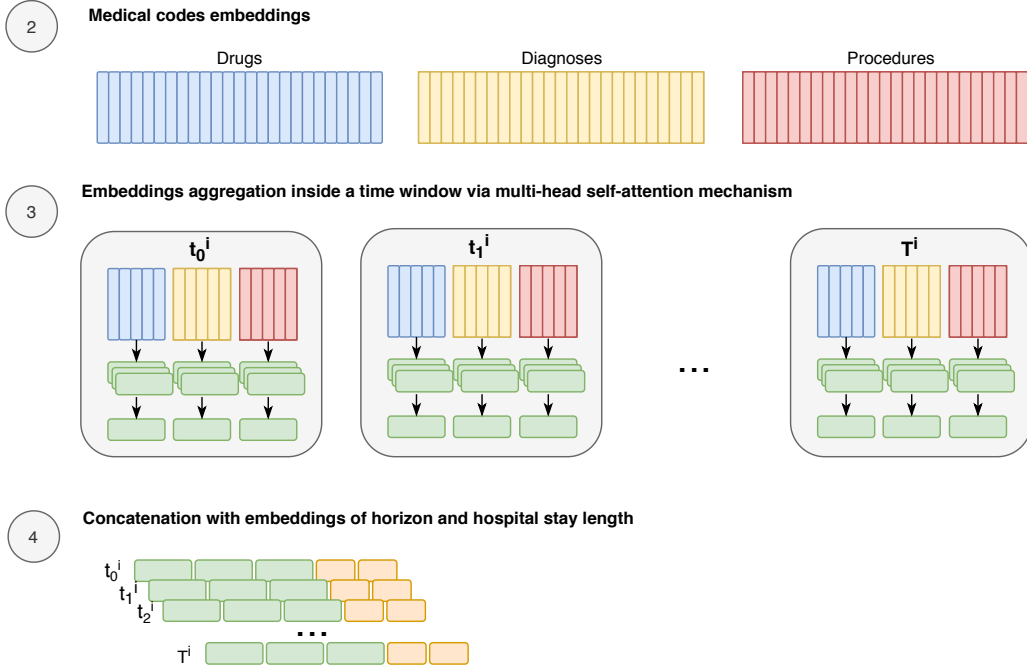 2
Medical codes embeddings
Drugs
Diagnoses
Procedures
3
Embeddings aggregation inside a time window via multi-head self-attention mechanism
t₀ⁱ
t₁ⁱ
Tⁱ
...
4
Concatenation with embeddings of horizon and hospital stay length
t₀ⁱ
t₁ⁱ
t₂ⁱ
...
Tⁱ